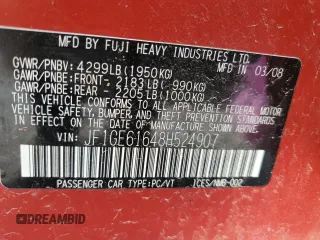 MFD BY FUJI HEAVY INDUSTRIES LTD.
GVWR/PNBV: 4299LB(1950KG) 03/08
GAWR/PNBE:FRONT- 2183LB( 990KG)
GAWR/PNBE:REAR - 2205LB(1000KG)
THIS VEHICLE CONFORMS TO ALL APPLICABLE
FEDERAL MOTOR VEHICLE SAFETY, BUMPER, AND
THEFT PREVENTION STANDARDS IN EFFECT ON
THE DATE OF MANUFACTURE SHOWN ABOVE.
VIN: JF1GE61648H524907
PASSENGER CAR TYPE:PC/VT ICES/NMB-002
DREAMBID